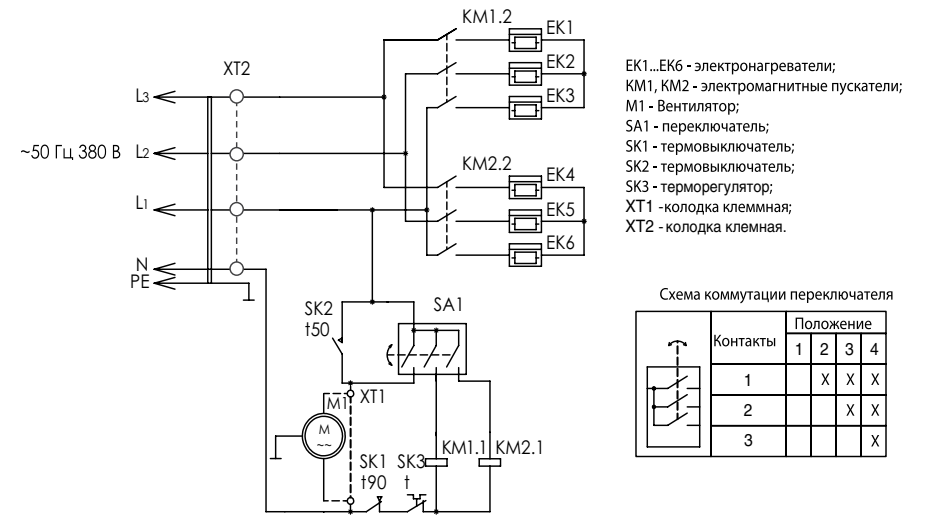 KM1.2
EK1
EK2
EK3
XT2
L3
~50 Гц 380 В L2
L1
N
PE
KM2.2
EK4
EK5
EK6
EK1...EK6 - электронагреватели;
KM1, KM2 - электромагнитные пускатели;
M1 - Вентилятор;
SA1 - переключатель;
SK1 - термовыключатель;
SK2 - термовыключатель;
SK3 - терморегулятор;
XT1 -колодка клеммная;
XT2 -колодка клемная.
SK2
t50
SA1
M1
XT1
M
~~
SK1
t90
SK3
t
KM1.1
KM2.1
Схема коммутации переключателя
Контакты
Положение
1 2 3 4
1 X X X
2 X X
3 X